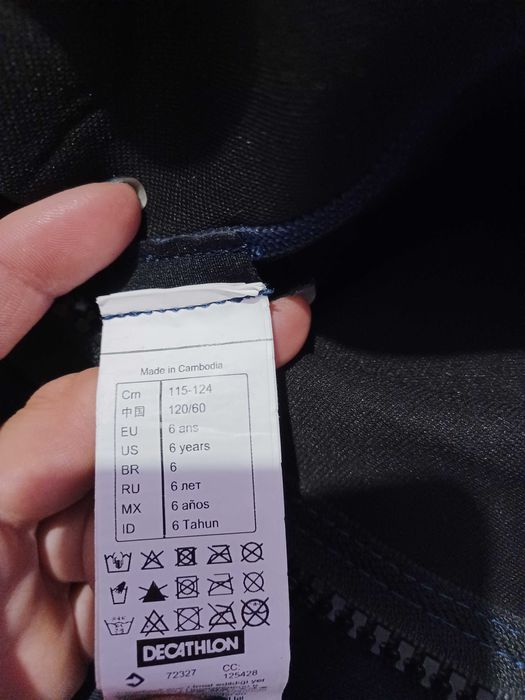 Made in Cambodia
Cm 115-124
中国 120/60
EU 6 ans
US 6 years
BR 6
RU 6 лет
MX 6 años
ID 6 Tahun
DECATHLON
72327 CC: 125428